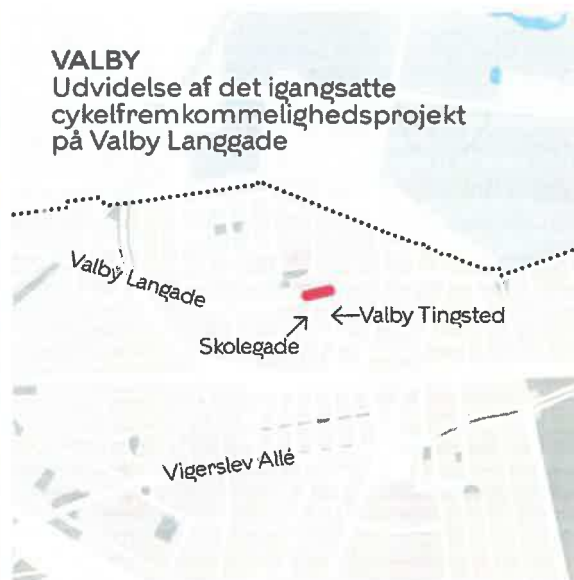 VALBY
Udvidelse af det igangsatte
cykelfremkommelighedsprojekt
på Valby Langgade
Valby Langade
Valby Tingsted
Skolegade
Vigerslev Allé